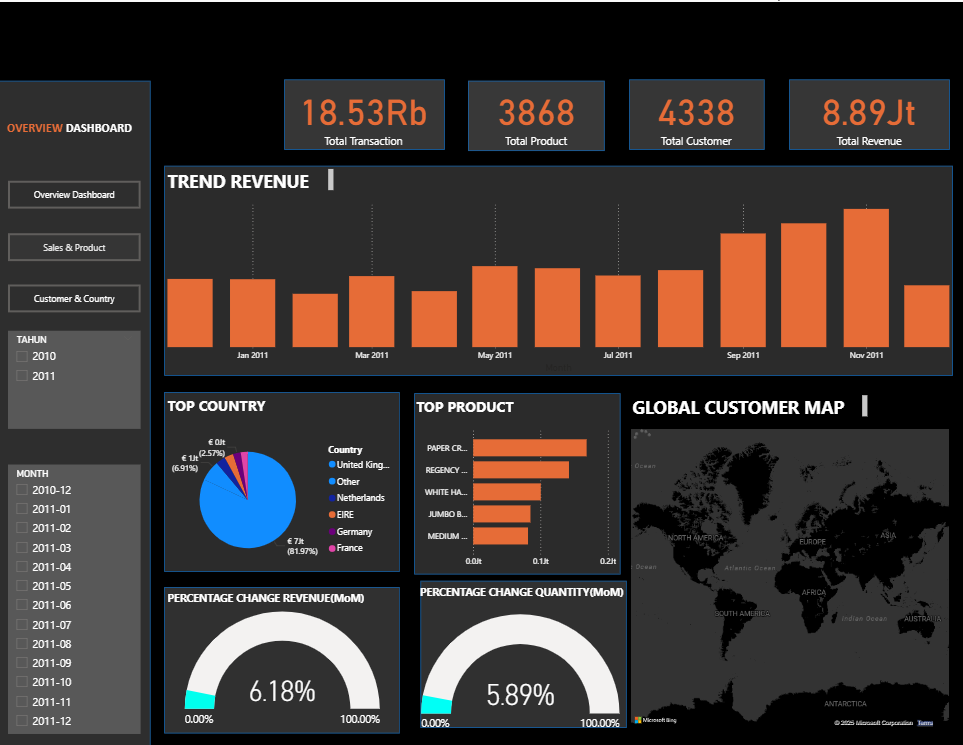 18.53Rb
Total Transaction
3868
Total Product
4338
Total Customer
8.89Jt
Total Revenue
OVERVIEW DASHBOARD
Overview Dashboard
Sales & Product
Customer & Country
TAHUN
2010
2011
MONTH
2010-12
2011-01
2011-02
2011-03
2011-04
2011-05
2011-06
2011-07
2011-08
2011-09
2011-10
2011-11
2011-12
TREND REVENUE
Jan 2011
Mar 2011
May 2011
Jul 2011
Sep 2011
Nov 2011
Month
TOP COUNTRY
€ 0Jt
(2.57%)
€ 1Jt
(6.91%)
€ 7Jt
(81.97%)
Country
United King...
Other
Netherlands
EIRE
Germany
France
TOP PRODUCT
PAPER CR...
REGENCY ...
WHITE HA...
JUMBO B...
MEDIUM ...
0.0Jt
0.1Jt
0.2Jt
GLOBAL CUSTOMER MAP
Ocean
NORTH AMERICA
EUROPE
ASIA
Ocean
Atlantic Ocean
AFRICA
SOUTH AMERICA
Indian Ocean
AUSTRALIA
ANTARCTICA
Microsoft Bing
© 2025 Microsoft Corporation Terms
PERCENTAGE CHANGE REVENUE(MoM)
6.18%
0.00%
100.00%
PERCENTAGE CHANGE QUANTITY(MoM)
5.89%
0.00%
100.00%